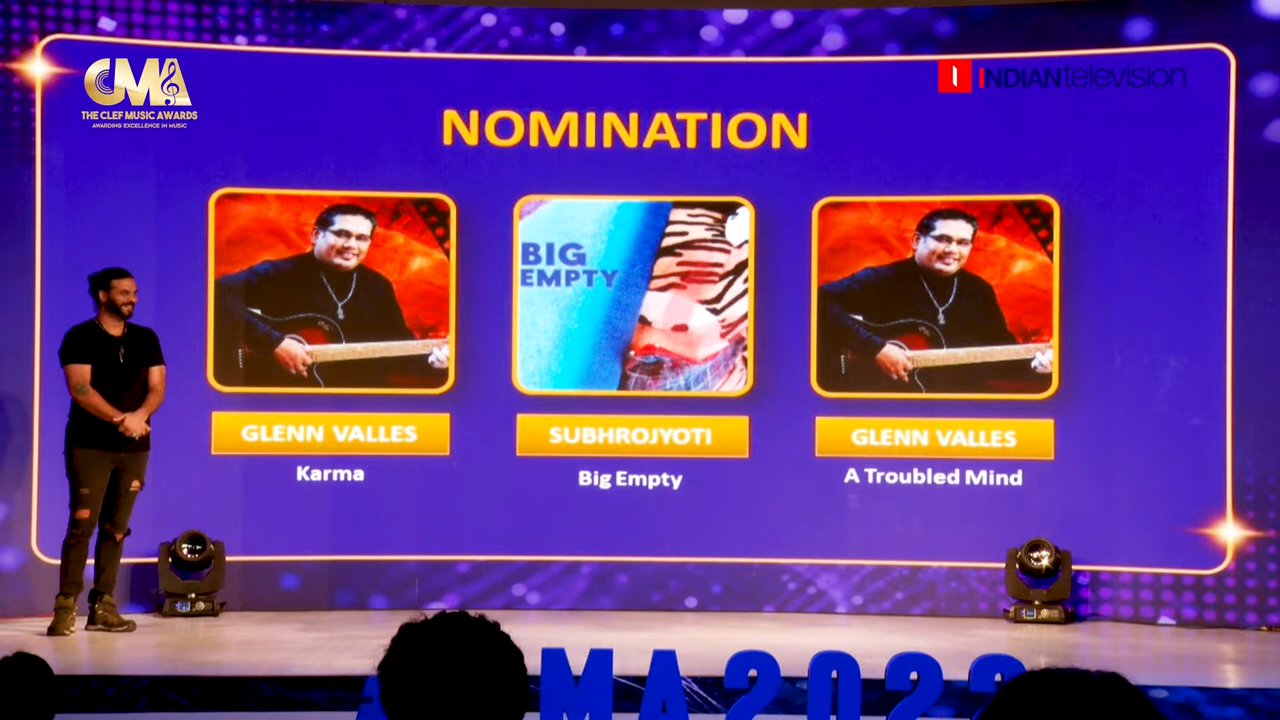 CMA
THE CLEF MUSIC AWARDS
AWARDING EXCELLENCE IN MUSIC
INDIANtelevision
NOMINATION
BIG
EMPTY
GLENN VALLES
Karma
SUBHROJYOTI
Big Empty
GLENN VALLES
A Troubled Mind
MA2022